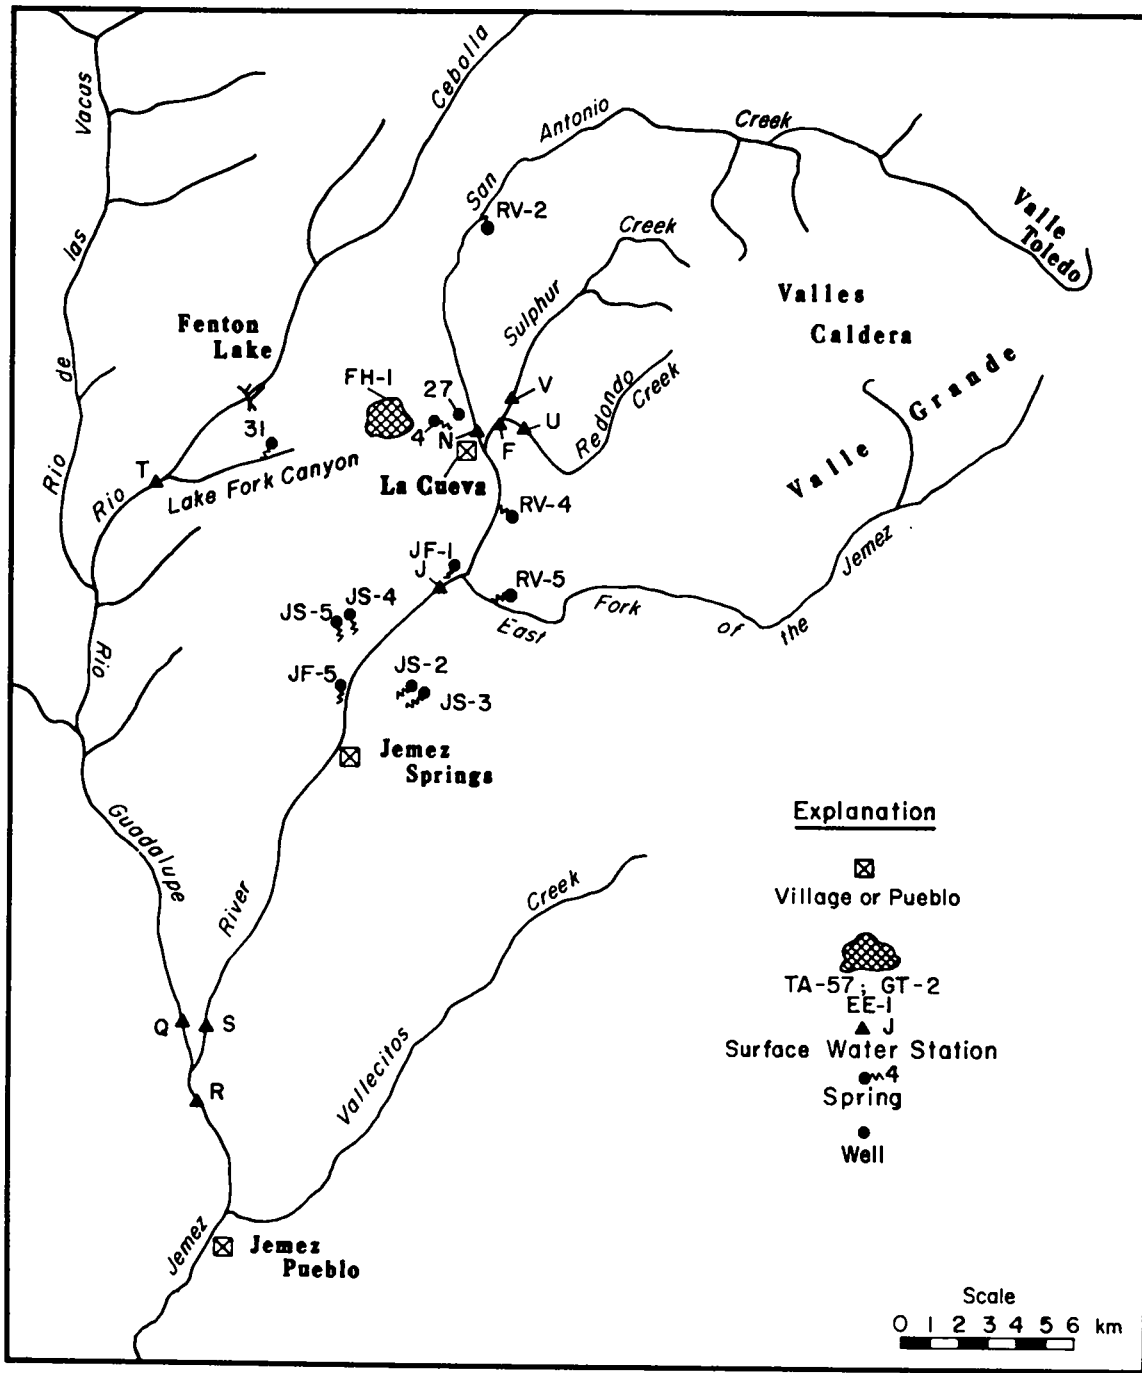 Vacas
las
de
Rio
Cebolla
San
Antonio
Creek
RV-2
Valle
Toledo
Creek
Sulphur
Valles
Caldera
Fenton
Lake
Valle Grande
FH-1
27
4
N
V
U
F
Redondo
Creek
31
T
Rio
Lake Fork Canyon
La Cueva
RV-4
JF-1
J
RV-5
East Fork of the Jemez
JS-5
JS-4
JF-5
JS-2
JS-3
Rio
Guadalupe
Jemez
Springs
River
Vallecitos
Creek
Q
S
R
Jemez
Jemez
Pueblo
Explanation
Village or Pueblo
TA-57; GT-2
EE-1
J
Surface Water Station
4
Spring
Well
Scale
0 1 2 3 4 5 6 km